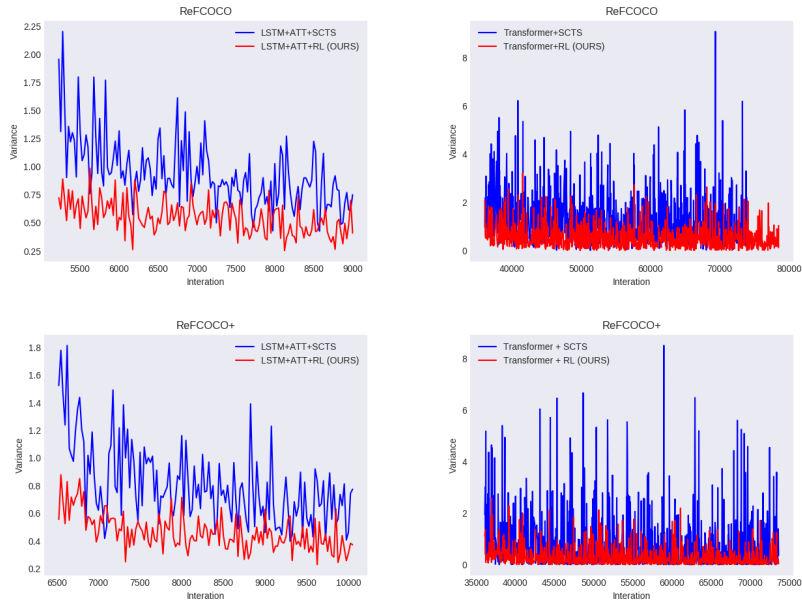 ReFCOCO
2.25
2.00
1.75
1.50
1.25
1.00
0.75
0.50
0.25
Variance
LSTM+ATT+SCTS
LSTM+ATT+RL (OURS)
5500 6000 6500 7000 7500 8000 8500 9000
Interation
ReFCOCO
8
6
4
2
0
Variance
Transformer+SCTS
Transformer+RL (OURS)
40000 50000 60000 70000 80000
Interation
ReFCOCO+
1.8
1.6
1.4
1.2
1.0
0.8
0.6
0.4
0.2
Variance
LSTM+ATT+SCTS
LSTM+ATT+RL (OURS)
6500 7000 7500 8000 8500 9000 9500 10000
Interation
ReFCOCO+
8
6
4
2
0
Variance
Transformer + SCTS
Transformer + RL (OURS)
35000 40000 45000 50000 55000 60000 65000 70000 75000
Interation